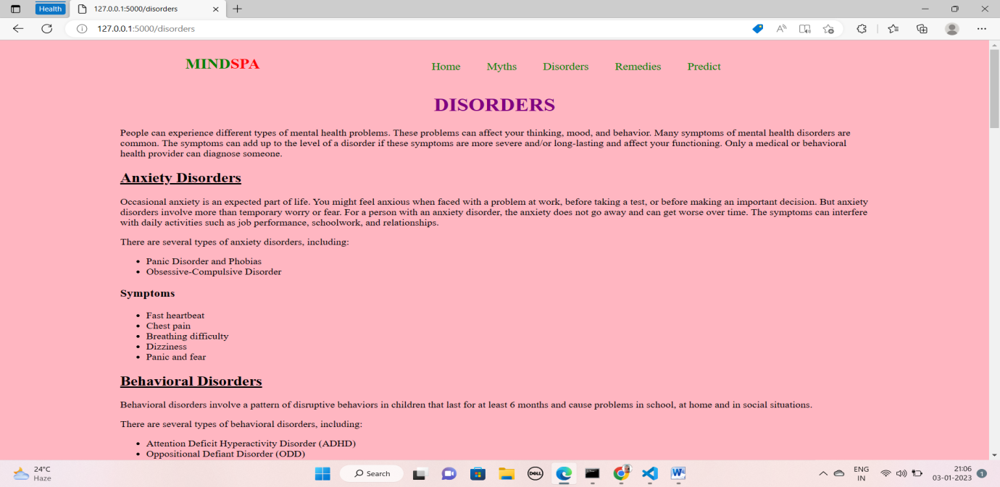 Health
127.0.0.1:5000/disorders
127.0.0.1:5000/disorders
MINDSPA
Home Myths Disorders Remedies Predict
DISORDERS
People can experience different types of mental health problems. These problems can affect your thinking, mood, and behavior. Many symptoms of mental health disorders are
common. The symptoms can add up to the level of a disorder if these symptoms are more severe and/or long-lasting and affect your functioning. Only a medical or behavioral
health provider can diagnose someone.
Anxiety Disorders
Occasional anxiety is an expected part of life. You might feel anxious when faced with a problem at work, before taking a test, or before making an important decision. But anxiety
disorders involve more than temporary worry or fear. For a person with an anxiety disorder, the anxiety does not go away and can get worse over time. The symptoms can interfere
with daily activities such as job performance, schoolwork, and relationships.
There are several types of anxiety disorders, including:
• Panic Disorder and Phobias
• Obsessive-Compulsive Disorder
Symptoms
• Fast heartbeat
• Chest pain
• Breathing difficulty
• Dizziness
• Panic and fear
Behavioral Disorders
Behavioral disorders involve a pattern of disruptive behaviors in children that last for at least 6 months and cause problems in school, at home and in social situations.
There are several types of behavioral disorders, including:
• Attention Deficit Hyperactivity Disorder (ADHD)
• Oppositional Defiant Disorder (ODD)
24°C
Haze
Search
DELL
ENG
IN
21:06
03-01-2023
1